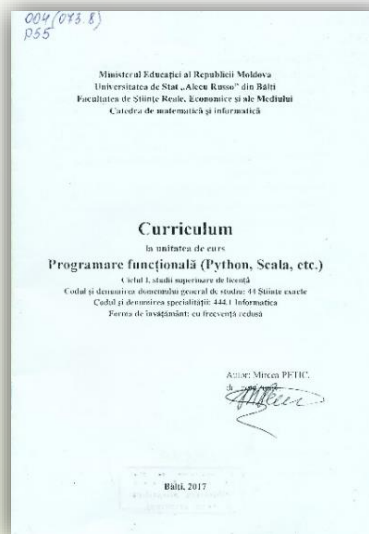 004(073.8)
P55
Ministerul Educației al Republicii Moldova
Universitatea de Stat „Alecu Russo” din Bălți
Facultatea de Științe Reale, Economice și ale Mediului
Catedra de matematică și informatică
Curriculum
la unitatea de curs
Programare funcțională (Python, Scala, etc.)
Ciclul I, studii superioare de licență
Codul și denumirea domeniului general de studiu: 44 Științe exacte
Codul și denumirea specialității: 444.1 Informatica
Forma de învățământ: cu frecvență redusă
Autor: Mircea PETIC,
Bălți, 2017